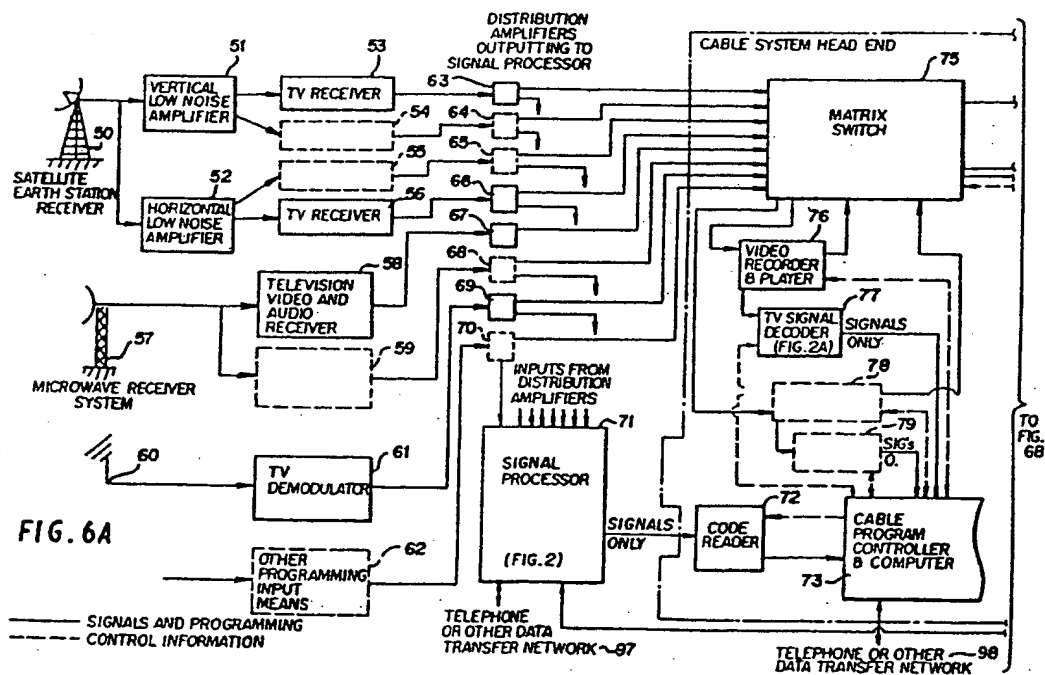 DISTRIBUTION
AMPLIFIERS
OUTPUTTING TO
SIGNAL PROCESSOR
CABLE SYSTEM HEAD END
51
VERTICAL
LOW NOISE
AMPLIFIER
53
TV RECEIVER
63
75
MATRIX
SWITCH
54
64
50
55
65
SATELLITE
EARTH STATION
RECEIVER
52
HORIZONTAL
LOW NOISE
AMPLIFIER
56
TV RECEIVER
66
67
76
VIDEO
RECORDER
& PLAYER
58
TELEVISION
VIDEO AND
AUDIO
RECEIVER
68
69
77
TV SIGNAL
DECODER
(FIG. 2A)
SIGNALS
ONLY
57
MICROWAVE RECEIVER
SYSTEM
59
70
INPUTS FROM
DISTRIBUTION
AMPLIFIERS
78
79
SIG's
O.
TO
FIG.
6B
60
61
TV
DEMODULATOR
71
SIGNAL
PROCESSOR
(FIG. 2)
SIGNALS
ONLY
72
CODE
READER
CABLE
PROGRAM
CONTROLLER
& COMPUTER
73
FIG. 6A
62
OTHER
PROGRAMMING
INPUT
MEANS
SIGNALS AND PROGRAMMING
CONTROL INFORMATION
TELEPHONE
OR OTHER DATA
TRANSFER NETWORK 97
TELEPHONE OR OTHER 98
DATA TRANSFER NETWORK